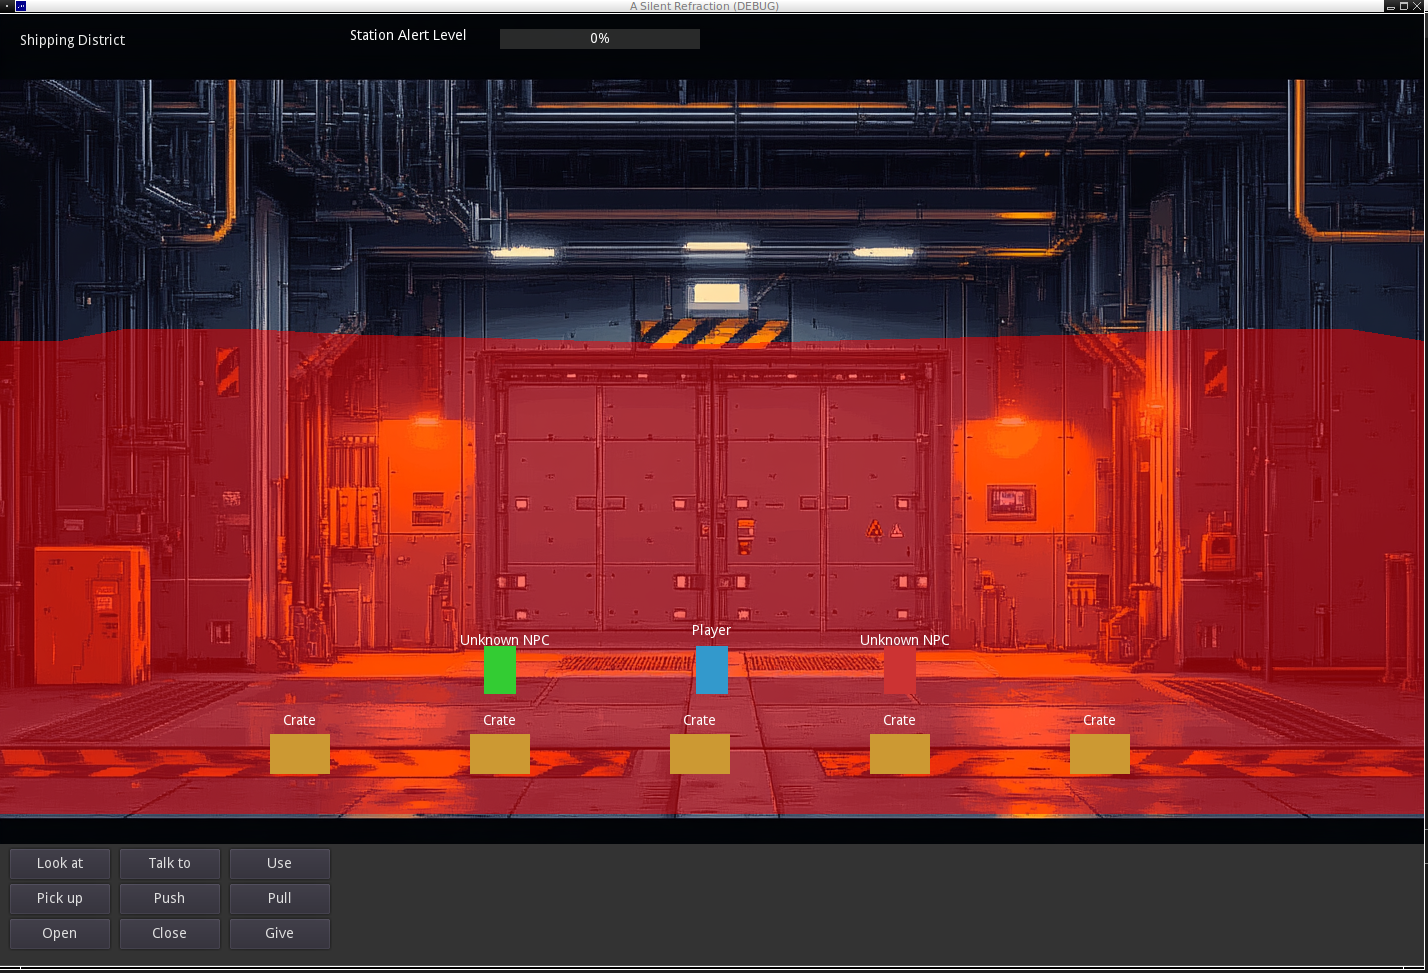 A Silent Refraction (DEBUG)
Shipping District
Station Alert Level
0%
Player
Unknown NPC
Unknown NPC
Crate
Crate
Crate
Crate
Crate
Look at
Talk to
Use
Pick up
Push
Pull
Open
Close
Give